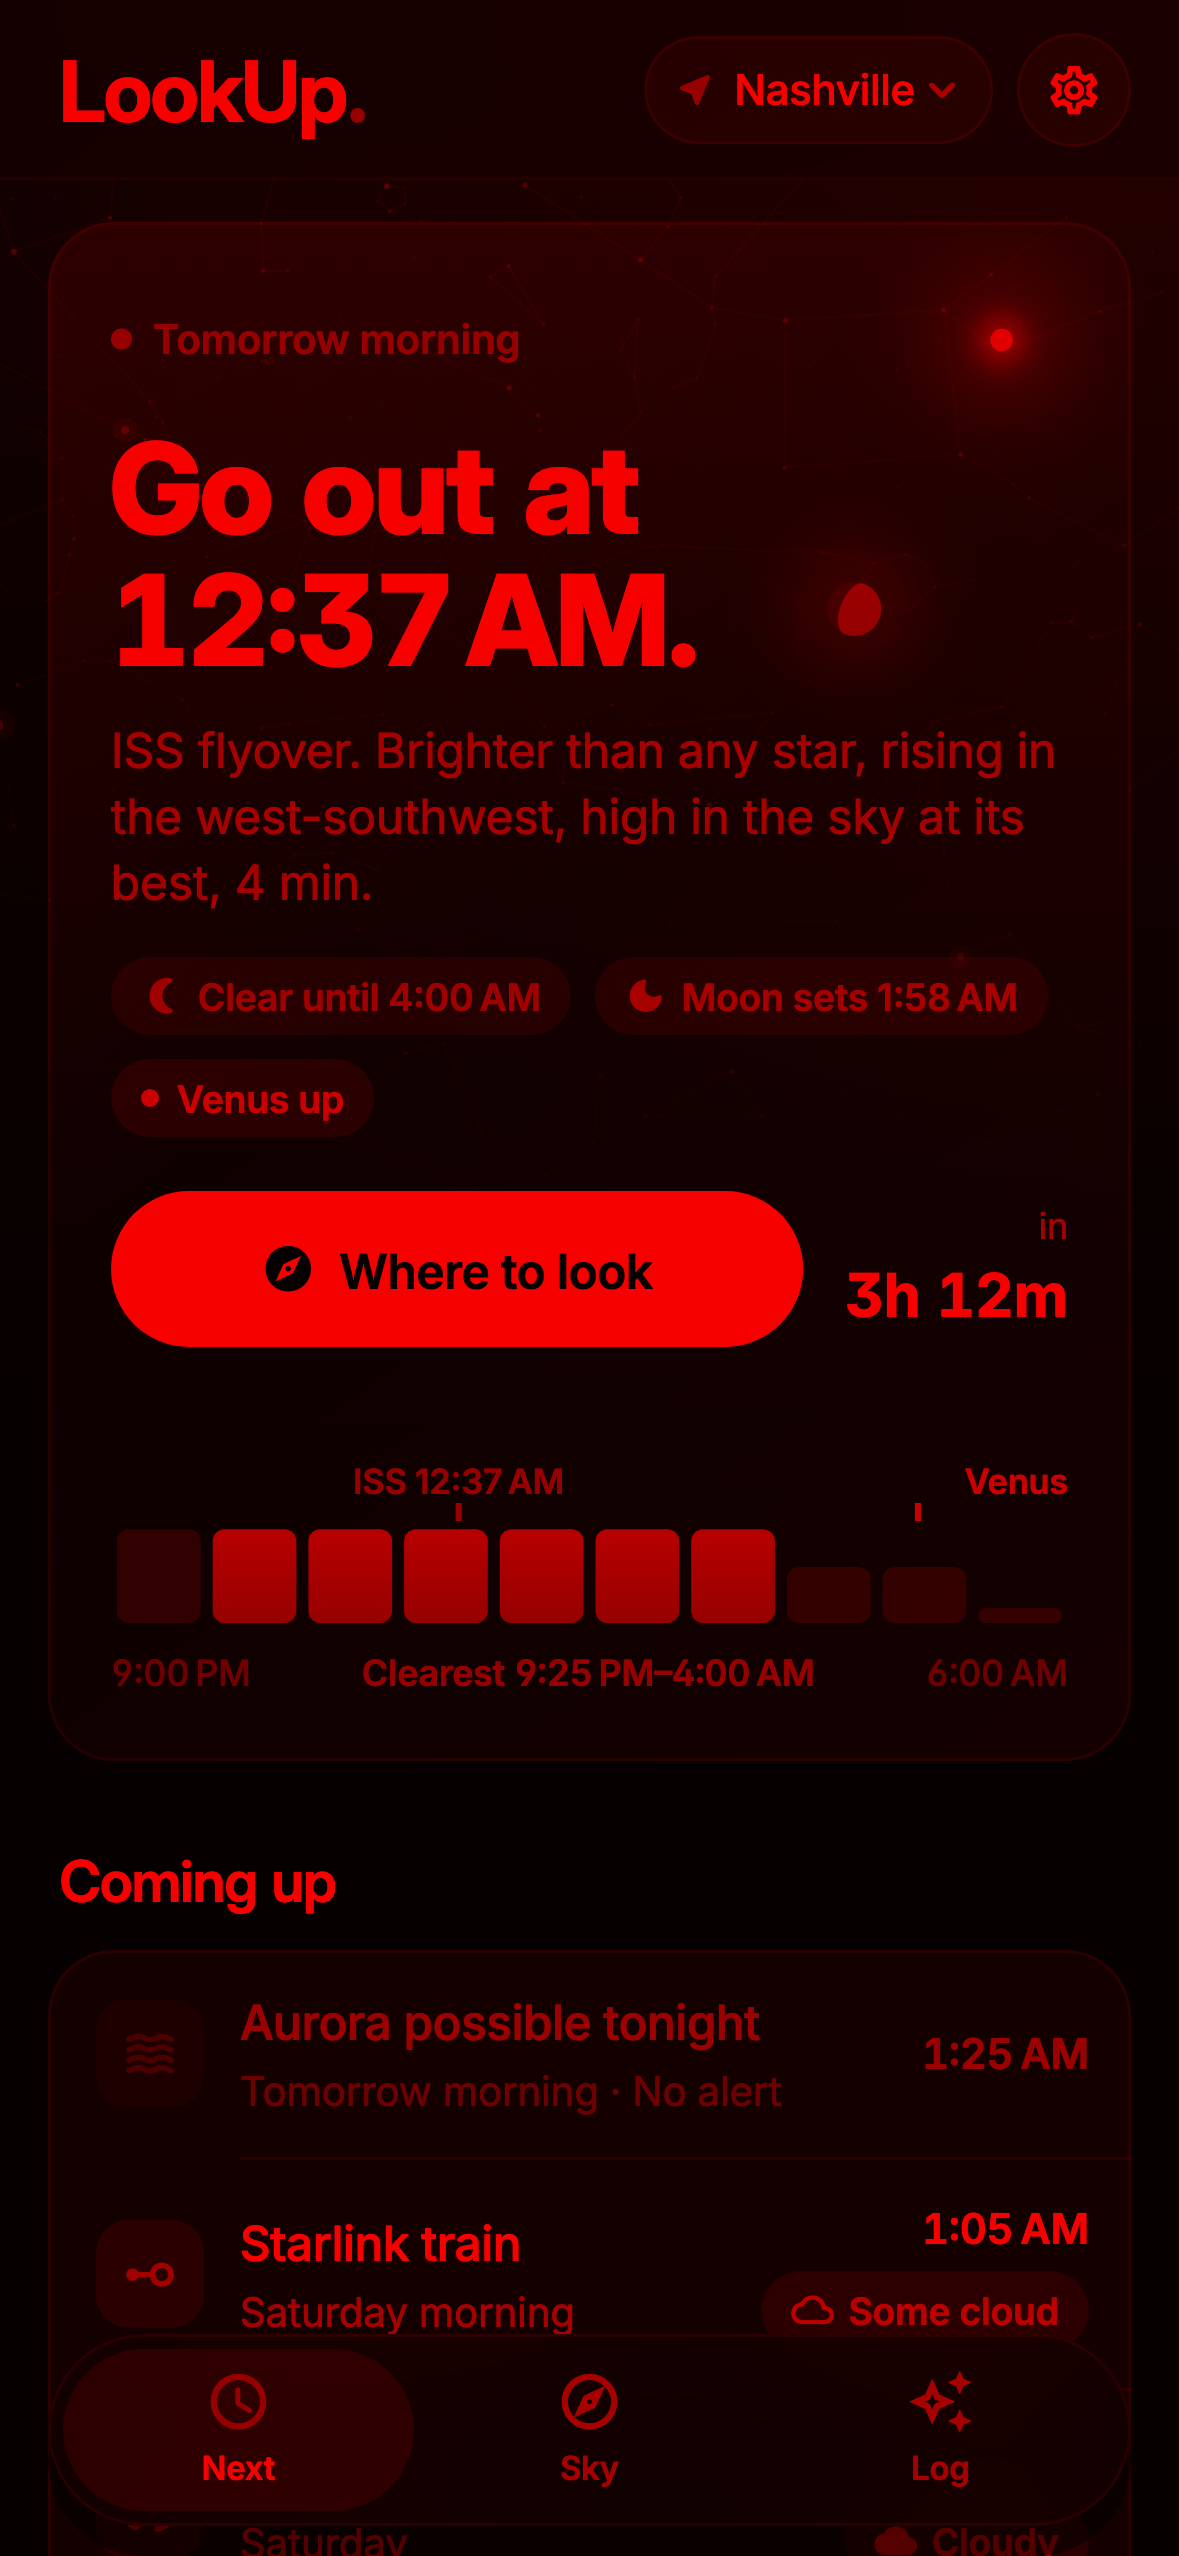 LookUp.
Nashville
Tomorrow morning
Go out at
12:37 AM.
ISS flyover. Brighter than any star, rising in
the west-southwest, high in the sky at its
best, 4 min.
Clear until 4:00 AM
Moon sets 1:58 AM
Venus up
Where to look
in
3h 12m
ISS 12:37 AM
Venus
9:00 PM
Clearest 9:25 PM–4:00 AM
6:00 AM
Coming up
Aurora possible tonight
1:25 AM
Tomorrow morning · No alert
Starlink train
1:05 AM
Saturday morning
Some cloud
Next
Sky
Log
Saturday
Cloudy